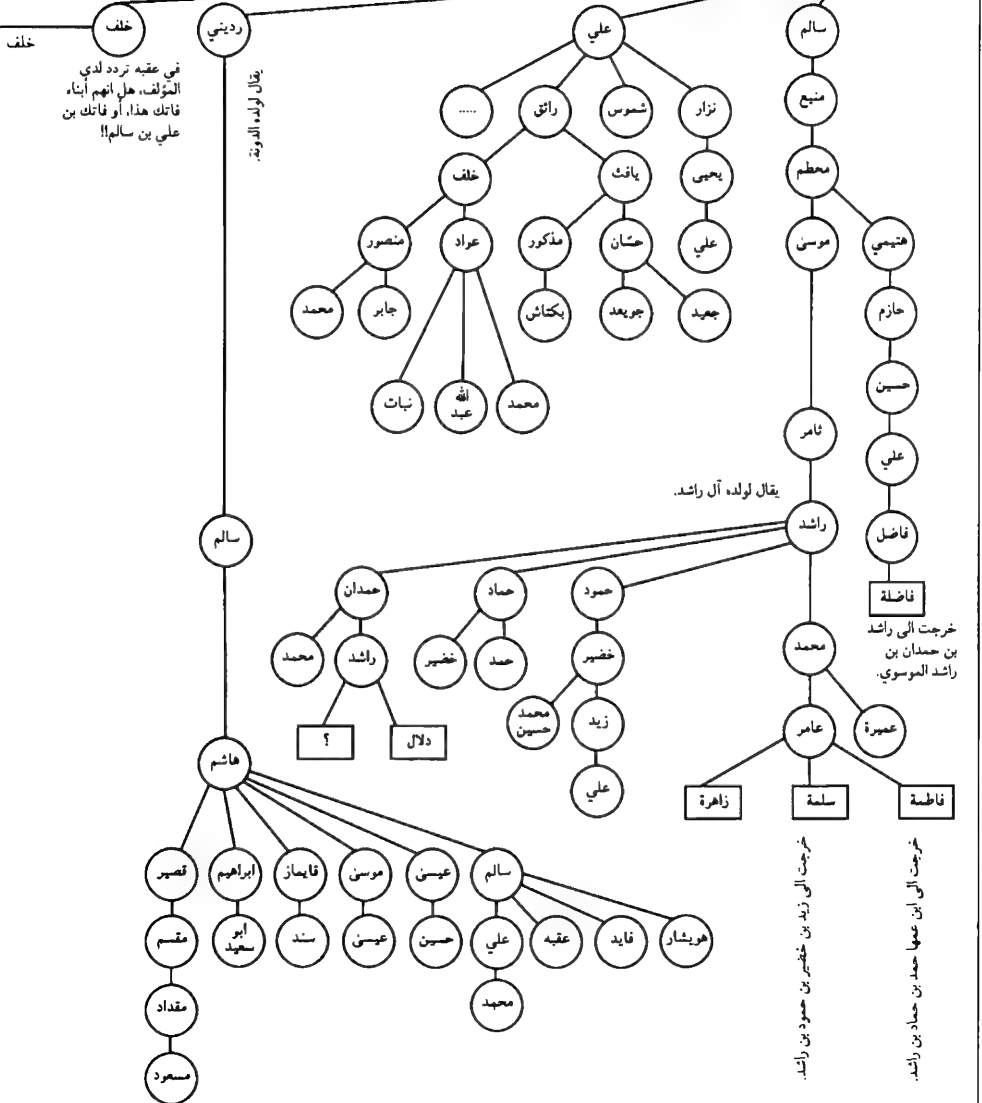 سالم
علي
رديني
خلف
خلف
في عقبه تردد لدى
المؤلف، هل انهم أبناء
فاتك هذا، أو فاتك بن
علي بن سالم!!
يقال لولده الدونة.
منيع
نزار
شموس
رائق
.....
محطم
يحيى
يافث
خلف
هتيمي
موسى
علي
حسّان
مذكور
عواد
منصور
حازم
جعيد
جويعد
بكتاش
جابر
محمد
حسين
محمد
الله
عبد
نبات
علي
ثامر
يقال لولده آل راشد.
فاضل
راشد
سالم
فاضلة
خرجت الى راشد
بن حمدان بن
راشد الموسوي.
حمود
حماد
حمدان
محمد
خضير
حمد
خضير
راشد
محمد
عميرة
عامر
زيد
محمد
حسين
دلال
؟
علي
فاطمة
سلمة
زاهرة
خرجت الى ابن عمها حمد بن حماد بن راشد.
خرجت الى زيد بن خضير بن حمود بن راشد.
هاشم
سالم
عيسى
موسى
قايماز
ابراهيم
قصير
هويشار
فايد
عقبه
علي
حسين
عيسى
سند
ابو
سعيد
مقسم
محمد
مقداد
مسعود